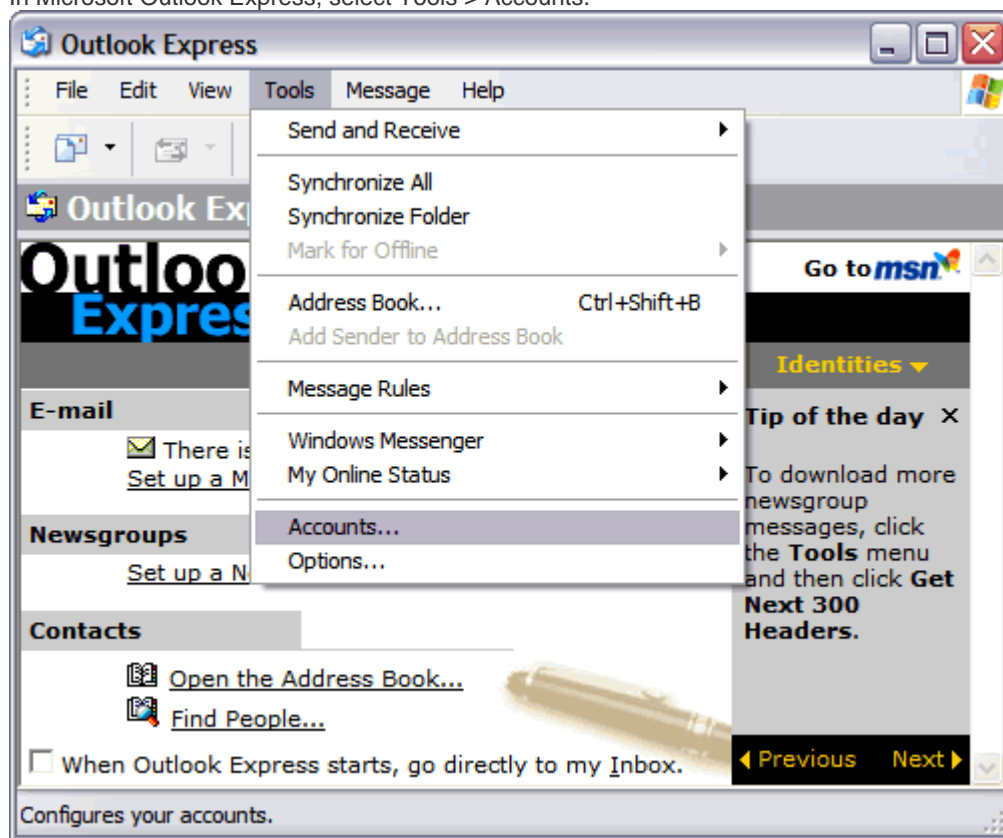 In Microsoft Outlook Express, select Tools > Accounts.
Outlook Express
File Edit View Tools Message Help
Send and Receive
Synchronize All
Synchronize Folder
Mark for Offline
Address Book... Ctrl+Shift+B
Add Sender to Address Book
Message Rules
Windows Messenger
My Online Status
Accounts...
Options...
Outlook Ex
Outloo
Expres
Go to msn
Identities
E-mail
There is
Set up a M
Newsgroups
Set up a N
Contacts
Open the Address Book...
Find People...
When Outlook Express starts, go directly to my Inbox.
Tip of the day X
To download more
newsgroup
messages, click
the Tools menu
and then click Get
Next 300
Headers.
Previous Next
Configures your accounts.